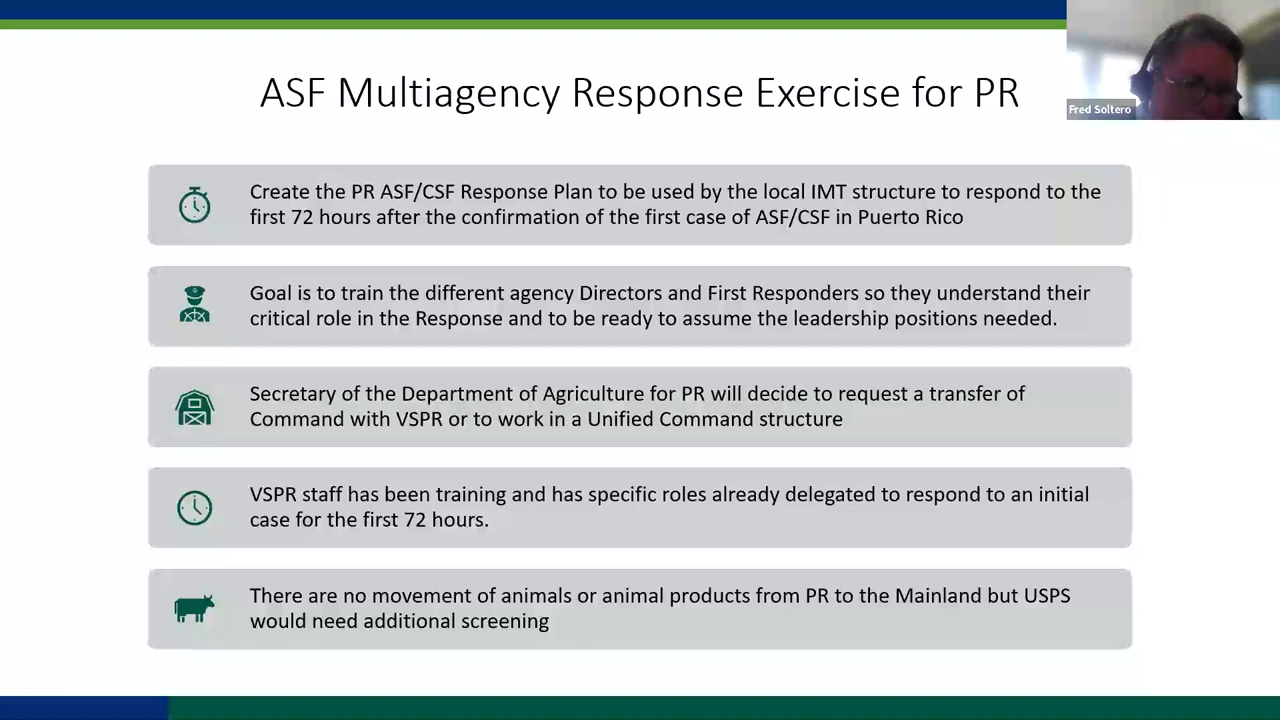 ASF Multiagency Response Exercise for PR
Fred Soltero
Create the PR ASF/CSF Response Plan to be used by the local IMT structure to respond to the
first 72 hours after the confirmation of the first case of ASF/CSF in Puerto Rico
Goal is to train the different agency Directors and First Responders so they understand their
critical role in the Response and to be ready to assume the leadership positions needed.
Secretary of the Department of Agriculture for PR will decide to request a transfer of
Command with VSPR or to work in a Unified Command structure
VSPR staff has been training and has specific roles already delegated to respond to an initial
case for the first 72 hours.
There are no movement of animals or animal products from PR to the Mainland but USPS
would need additional screening